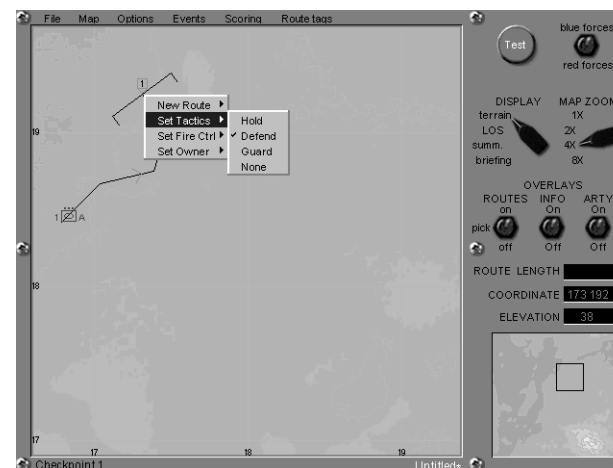 File Map Options Events Scoring Route tags
1
New Route
Set Tactics
Set Fire Ctrl
Set Owner
Hold
Defend
Guard
None
19
1 A
18
17
17 18 19
Checkpoint 1 Untitled*
Test
blue forces
red forces
DISPLAY
terrain
LOS
summ.
briefing
MAP ZOOM
1X
2X
4X
8X
OVERLAYS
ROUTES INFO ARTY
on On On
pick
off Off Off
ROUTE LENGTH
COORDINATE 173 192
ELEVATION 38